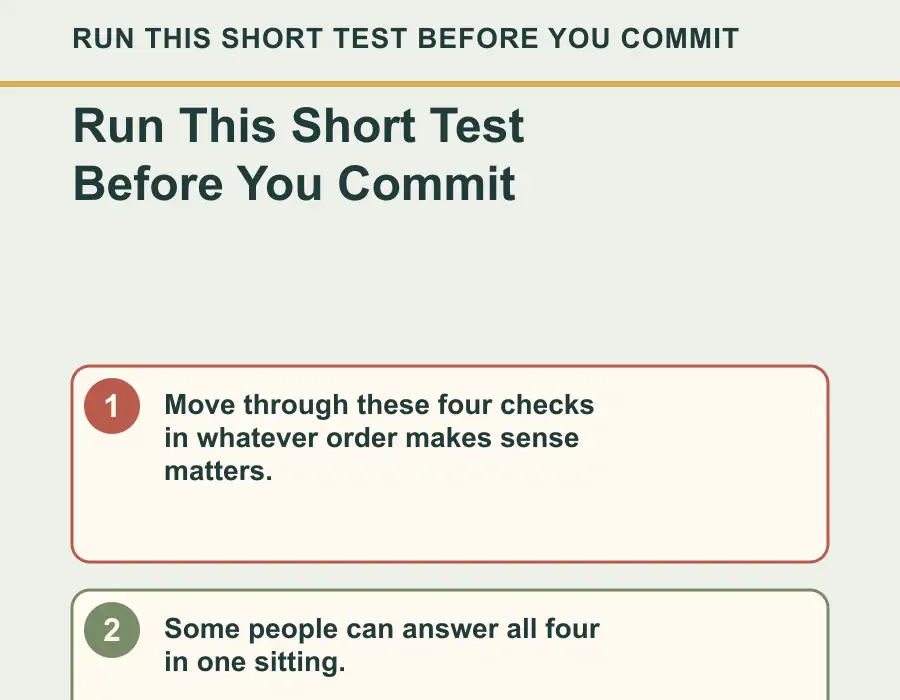 RUN THIS SHORT TEST BEFORE YOU COMMIT
Run This Short Test
Before You Commit
1
Move through these four checks
in whatever order makes sense
matters.
2
Some people can answer all four
in one sitting.